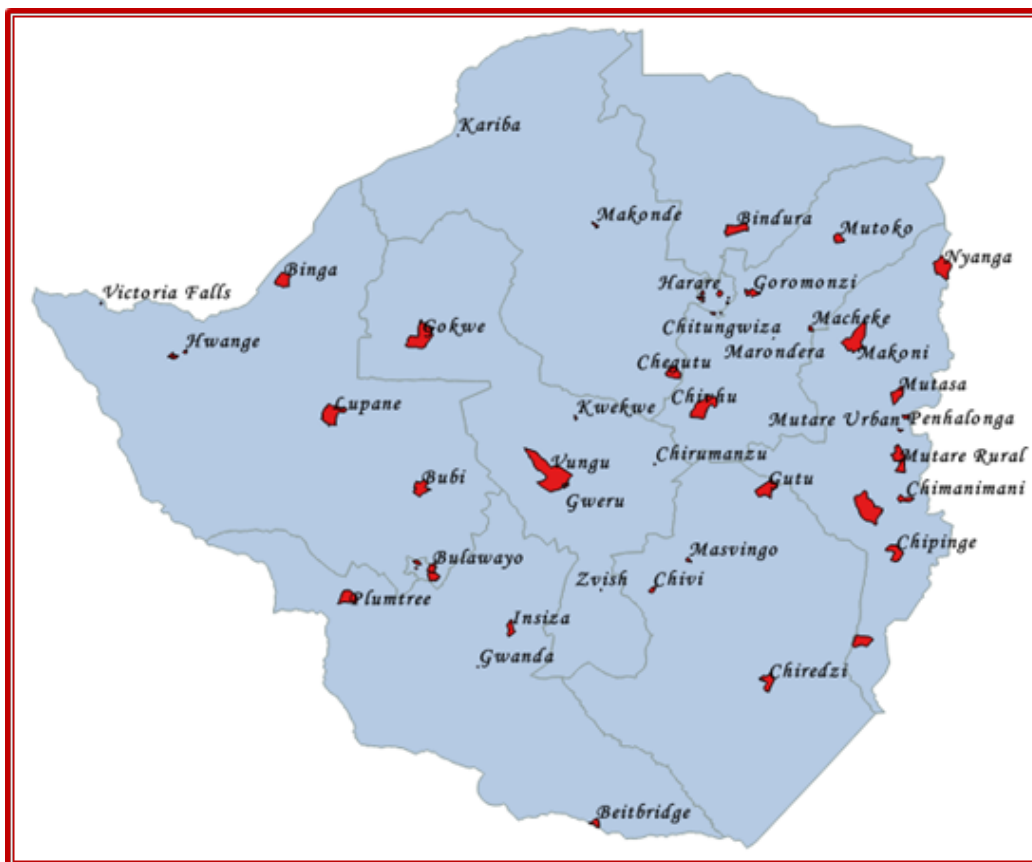 Kariba
Makonde
Bindura
Mutoko
Nyanga
Binga
Harare
Goromonzi
Victoria Falls
Macheke
Gokwe
Chitungwiza
Hwange
Marondera
Makoni
Chegutu
Mutasa
Chivhu
Lupane
Kwekwe
Mutare Urban
Penhalonga
Chirumanzu
Mutare Rural
Vungu
Bubi
Gutu
Gweru
Chimanimani
Chipinge
Bulawayo
Masvingo
Zvish
Chivi
Plumtree
Insiza
Gwanda
Chiredzi
Beitbridge